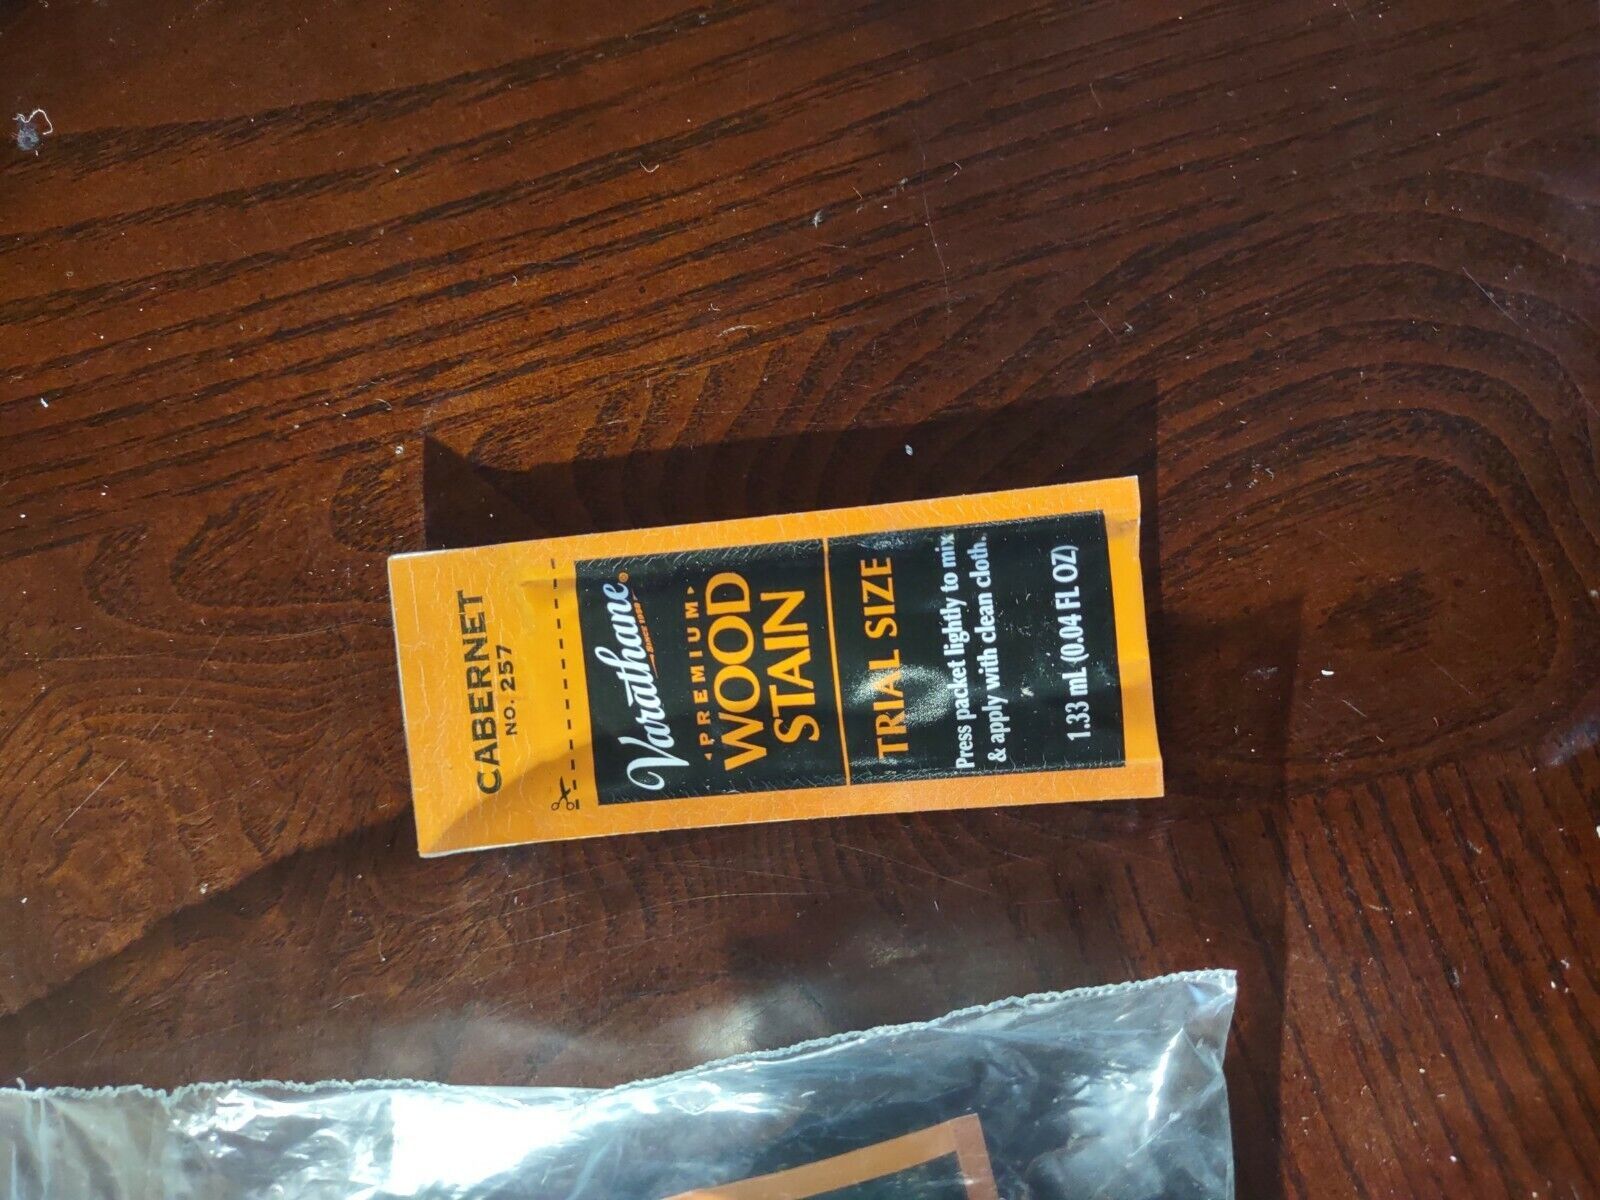 CABERNET
NO. 257
Varathane®
SINCE 1958
PREMIUM
WOOD
STAIN
TRIAL SIZE
Press packet lightly to mix
& apply with clean cloth.
1.33 mL (0.04 FL OZ)